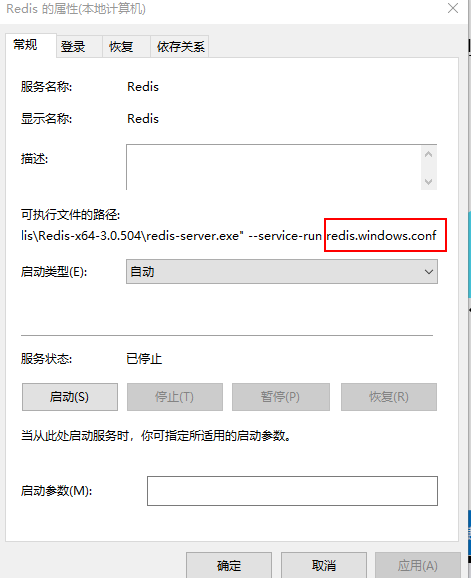 Redis 的属性(本地计算机)
常规 登录 恢复 依存关系
服务名称: Redis
显示名称: Redis
描述:
可执行文件的路径:
lis\Redis-x64-3.0.504\redis-server.exe" --service-run redis.windows.conf
启动类型(E): 自动
服务状态: 已停止
启动(S) 停止(T) 暂停(P) 恢复(R)
当从此处启动服务时，你可指定所适用的启动参数。
启动参数(M):
确定 取消 应用(A)